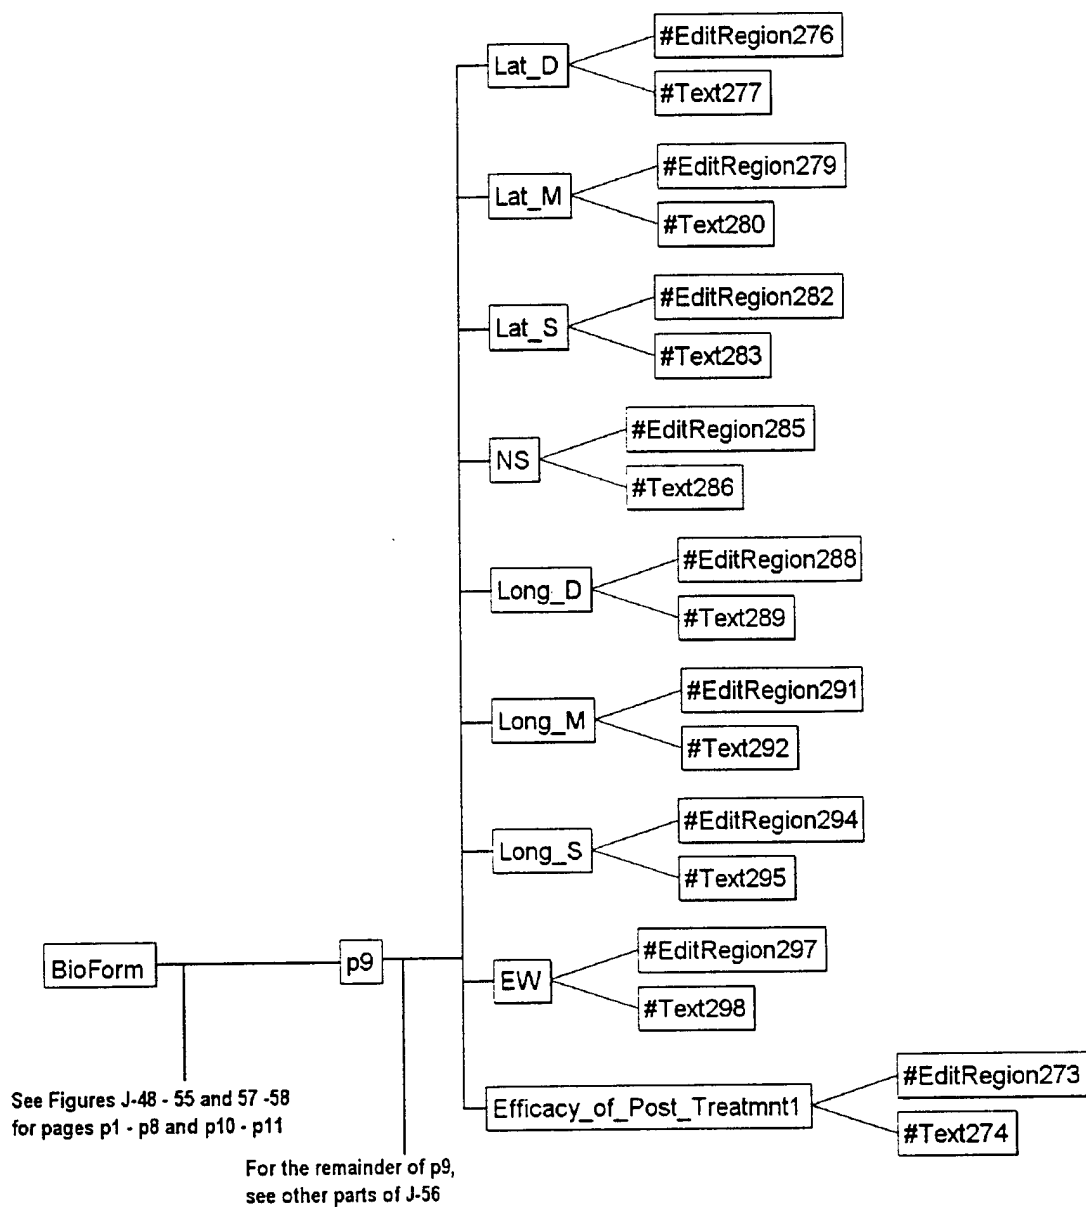 #EditRegion276
Lat_D
#Text277
#EditRegion279
Lat_M
#Text280
#EditRegion282
Lat_S
#Text283
#EditRegion285
NS
#Text286
#EditRegion288
Long_D
#Text289
#EditRegion291
Long_M
#Text292
#EditRegion294
Long_S
#Text295
#EditRegion297
BioForm
p9
EW
#Text298
#EditRegion273
Efficacy_of_Post_Treatmnt1
#Text274
See Figures J-48 - 55 and 57 -58
for pages p1 - p8 and p10 - p11
For the remainder of p9,
see other parts of J-56